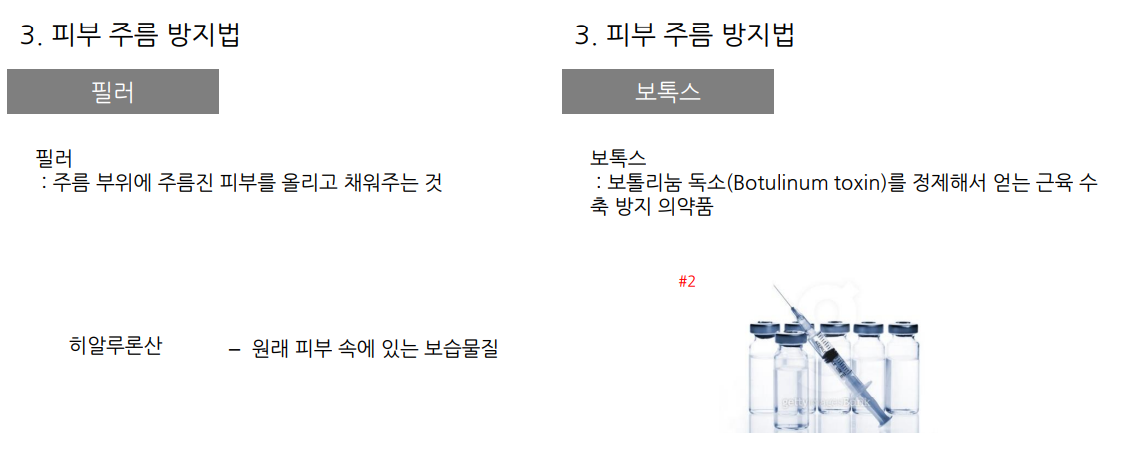 3. 피부 주름 방지법
필러
필러
: 주름 부위에 주름진 피부를 올리고 채워주는 것
히알루론산 – 원래 피부 속에 있는 보습물질
3. 피부 주름 방지법
보톡스
보톡스
: 보톨리눔 독소(Botulinum toxin)를 정제해서 얻는 근육 수
축 방지 의약품
#2